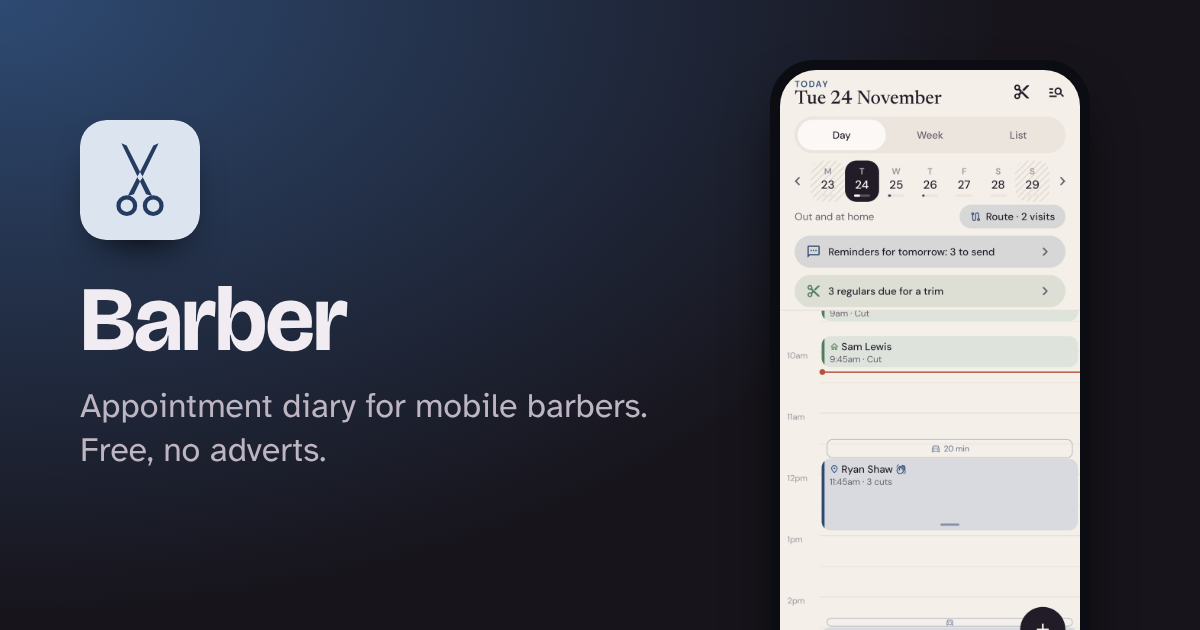 Barber
Appointment diary for mobile barbers.
Free, no adverts.
TODAY
Tue 24 November
Day Week List
M T W T F S S
23 24 25 26 27 28 29
Out and at home
Route · 2 visits
Reminders for tomorrow: 3 to send
3 regulars due for a trim
9am · Cut
10am
Sam Lewis
9:45am · Cut
11am
20 min
12pm
Ryan Shaw
11:45am · 3 cuts
1pm
2pm
+